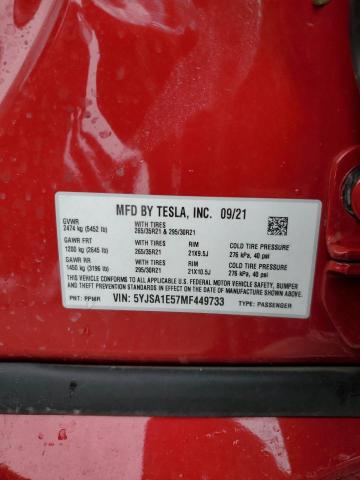 MFD BY TESLA, INC. 09/21
GVWR
2474 kg (5452 lb)
WITH TIRES
265/35R21 & 295/30R21
GAWR FRT
1200 kg (2645 lb)
WITH TIRES
265/35R21
RIM
21X9.5J
COLD TIRE PRESSURE
276 kPa, 40 psi
GAWR RR
1450 kg (3196 lb)
WITH TIRES
295/30R21
RIM
21X10.5J
COLD TIRE PRESSURE
276 kPa, 40 psi
THIS VEHICLE CONFORMS TO ALL APPLICABLE U.S. FEDERAL MOTOR VEHICLE SAFETY, BUMPER
AND THEFT PREVENTION STANDARDS IN EFFECT ON THE DATE OF MANUFACTURE SHOWN ABOVE
PNT: PPMR
VIN: 5YJSA1E57MF449733
TYPE: PASSENGER